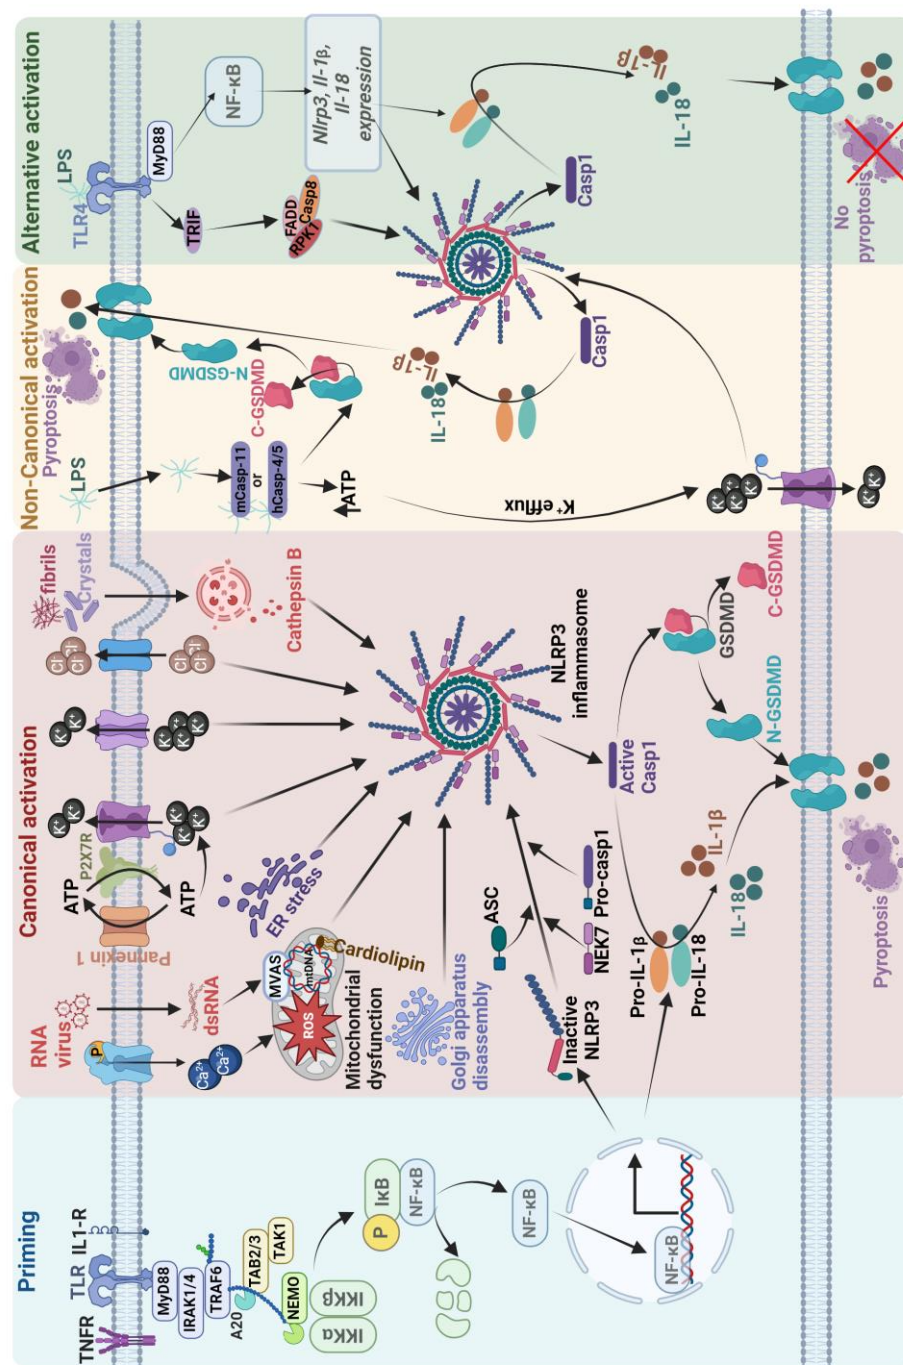 Priming
TNFR
TLR
IL1-R
MyD88
IRAK1/4
TRAF6
A20
TAB2/3
TAK1
NEMO
IKKα
IKKβ
P
IκB
NF-κB
NF-κB
NF-κB
Canonical activation
RNA
virus
P
Ca²⁺
Ca²⁺
dsRNA
MVAS
mtDNA
ROS
Cardiolipin
Mitochondrial
dysfunction
Pannexin 1
ATP
P2X7R
ATP
K⁺
K⁺
K⁺
K⁺
K⁺
K⁺
K⁺
K⁺
K⁺
K⁺
K⁺
Cl⁻
Cl⁻
Cl⁻
Cl⁻
Cl⁻
Cl⁻
fibrils
Crystals
Cathepsin B
ER stress
Golgi apparatus
disassembly
Inactive
NLRP3
ASC
NEK7
Pro-casp1
NLRP3
inflammasome
Active
Casp1
Pro-IL-1β
Pro-IL-18
IL-1β
IL-18
GSDMD
C-GSDMD
N-GSDMD
Pyroptosis
Non-Canonical activation
LPS
Pyroptosis
mCasp-11
or
hCasp-4/5
ATP
C-GSDMD
N-GSDMD
IL-1β
IL-18
Casp1
K⁺ efflux
K⁺
K⁺
K⁺
K⁺
K⁺
K⁺
Alternative activation
TLR4
LPS
MyD88
TRIF
NF-κB
FADD
RPK1
Casp8
Nlrp3, Il-1β,
Il-18
expression
Casp1
IL-1β
IL-18
No
pyroptosis